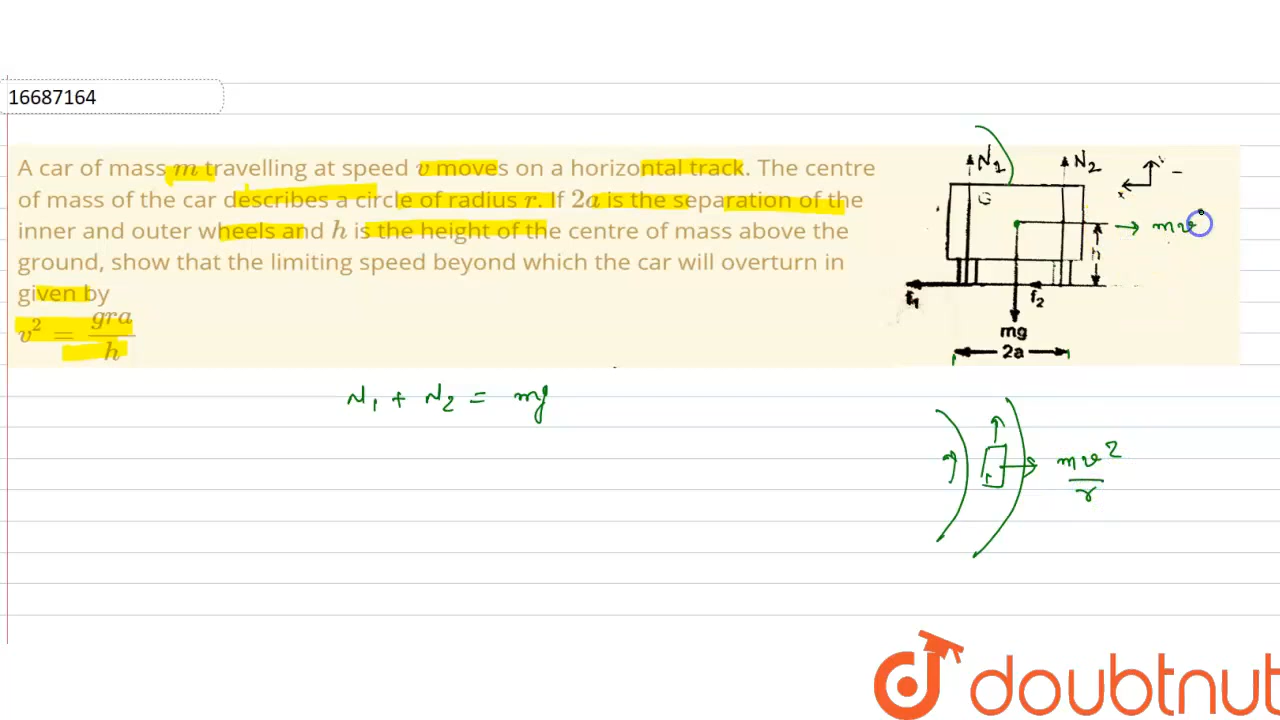 16687164
A car of mass m travelling at speed v moves on a horizontal track. The centre
of mass of the car describes a circle of radius r. If 2a is the separation of the
inner and outer wheels and h is the height of the centre of mass above the
ground, show that the limiting speed beyond which the car will overturn in
given by
v² = gra/h
N₁ N₂
G
mv
h
f₁ f₂
mg
2a
N₁ + N₂ = mg
mv²/r
doubtnut